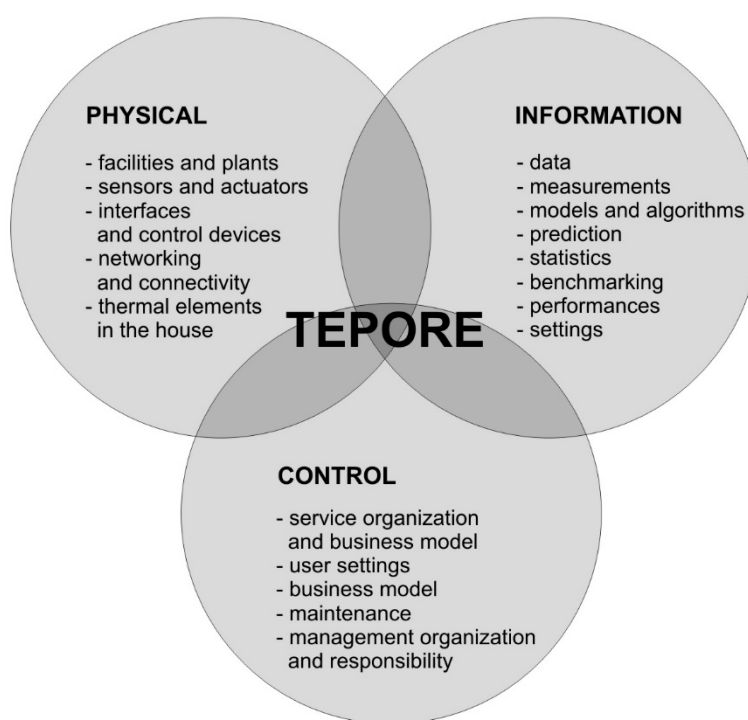 PHYSICAL
- facilities and plants
- sensors and actuators
- interfaces
and control devices
- networking
and connectivity
- thermal elements
in the house
INFORMATION
- data
- measurements
- models and algorithms
- prediction
- statistics
- benchmarking
- performances
- settings
TEPORE
CONTROL
- service organization
and business model
- user settings
- business model
- maintenance
- management organization
and responsibility